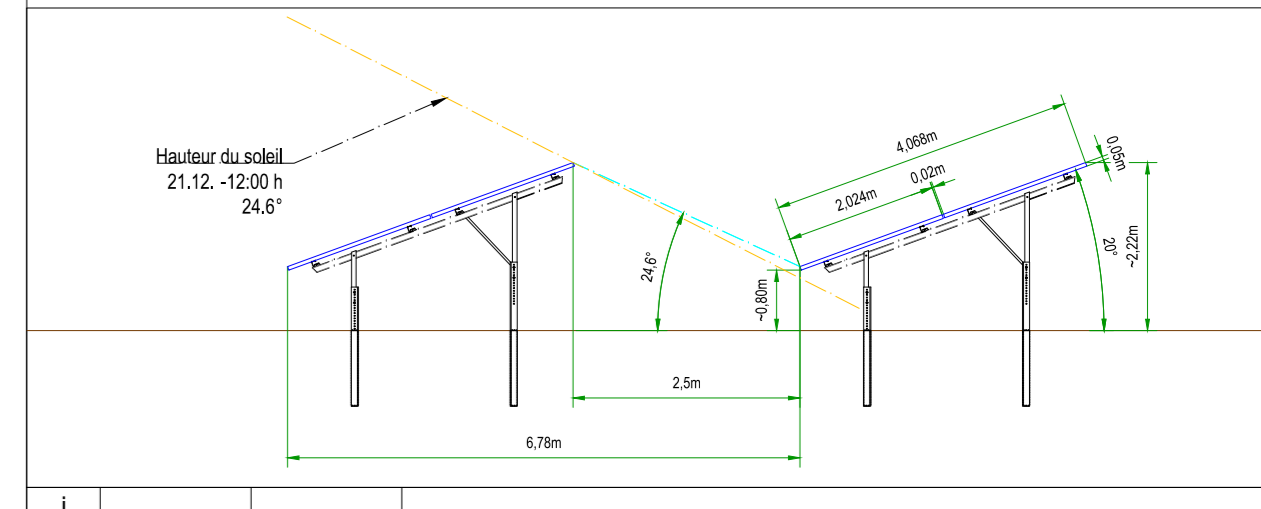 Hauteur du soleil
21.12. -12:00 h
24.6°
4,068m
0,05m
0,02m
2,024m
24,6°
~0,80m
20°
~2,22m
2,5m
6,78m